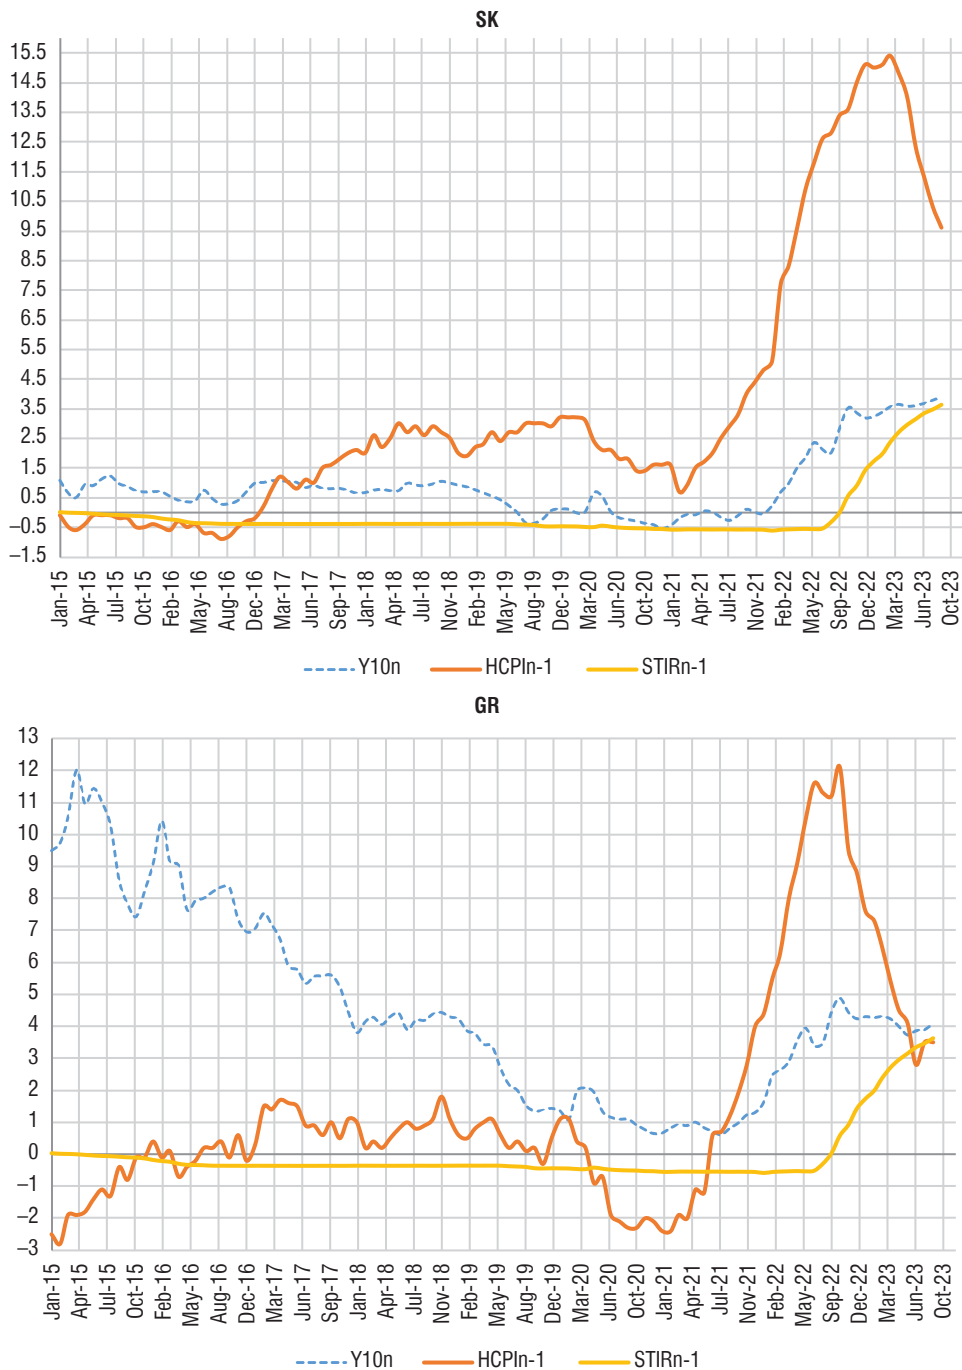 SK
15.5
14.5
13.5
12.5
11.5
10.5
9.5
8.5
7.5
6.5
5.5
4.5
3.5
2.5
1.5
0.5
–0.5
–1.5
Jan-15
Apr-15
Jul-15
Oct-15
Feb-16
May-16
Aug-16
Dec-16
Mar-17
Jun-17
Sep-17
Jan-18
Apr-18
Jul-18
Nov-18
Feb-19
May-19
Aug-19
Dec-19
Mar-20
Jun-20
Oct-20
Jan-21
Apr-21
Jul-21
Nov-21
Feb-22
May-22
Sep-22
Dec-22
Mar-23
Jun-23
Oct-23
Y10n HCPIn-1 STIRn-1
GR
13
12
11
10
9
8
7
6
5
4
3
2
1
0
–1
–2
–3
Jan-15
Apr-15
Jul-15
Oct-15
Feb-16
May-16
Aug-16
Dec-16
Mar-17
Jun-17
Sep-17
Jan-18
Apr-18
Jul-18
Nov-18
Feb-19
May-19
Aug-19
Dec-19
Mar-20
Jun-20
Oct-20
Jan-21
Apr-21
Jul-21
Nov-21
Feb-22
May-22
Sep-22
Dec-22
Mar-23
Jun-23
Oct-23
Y10n HCPIn-1 STIRn-1